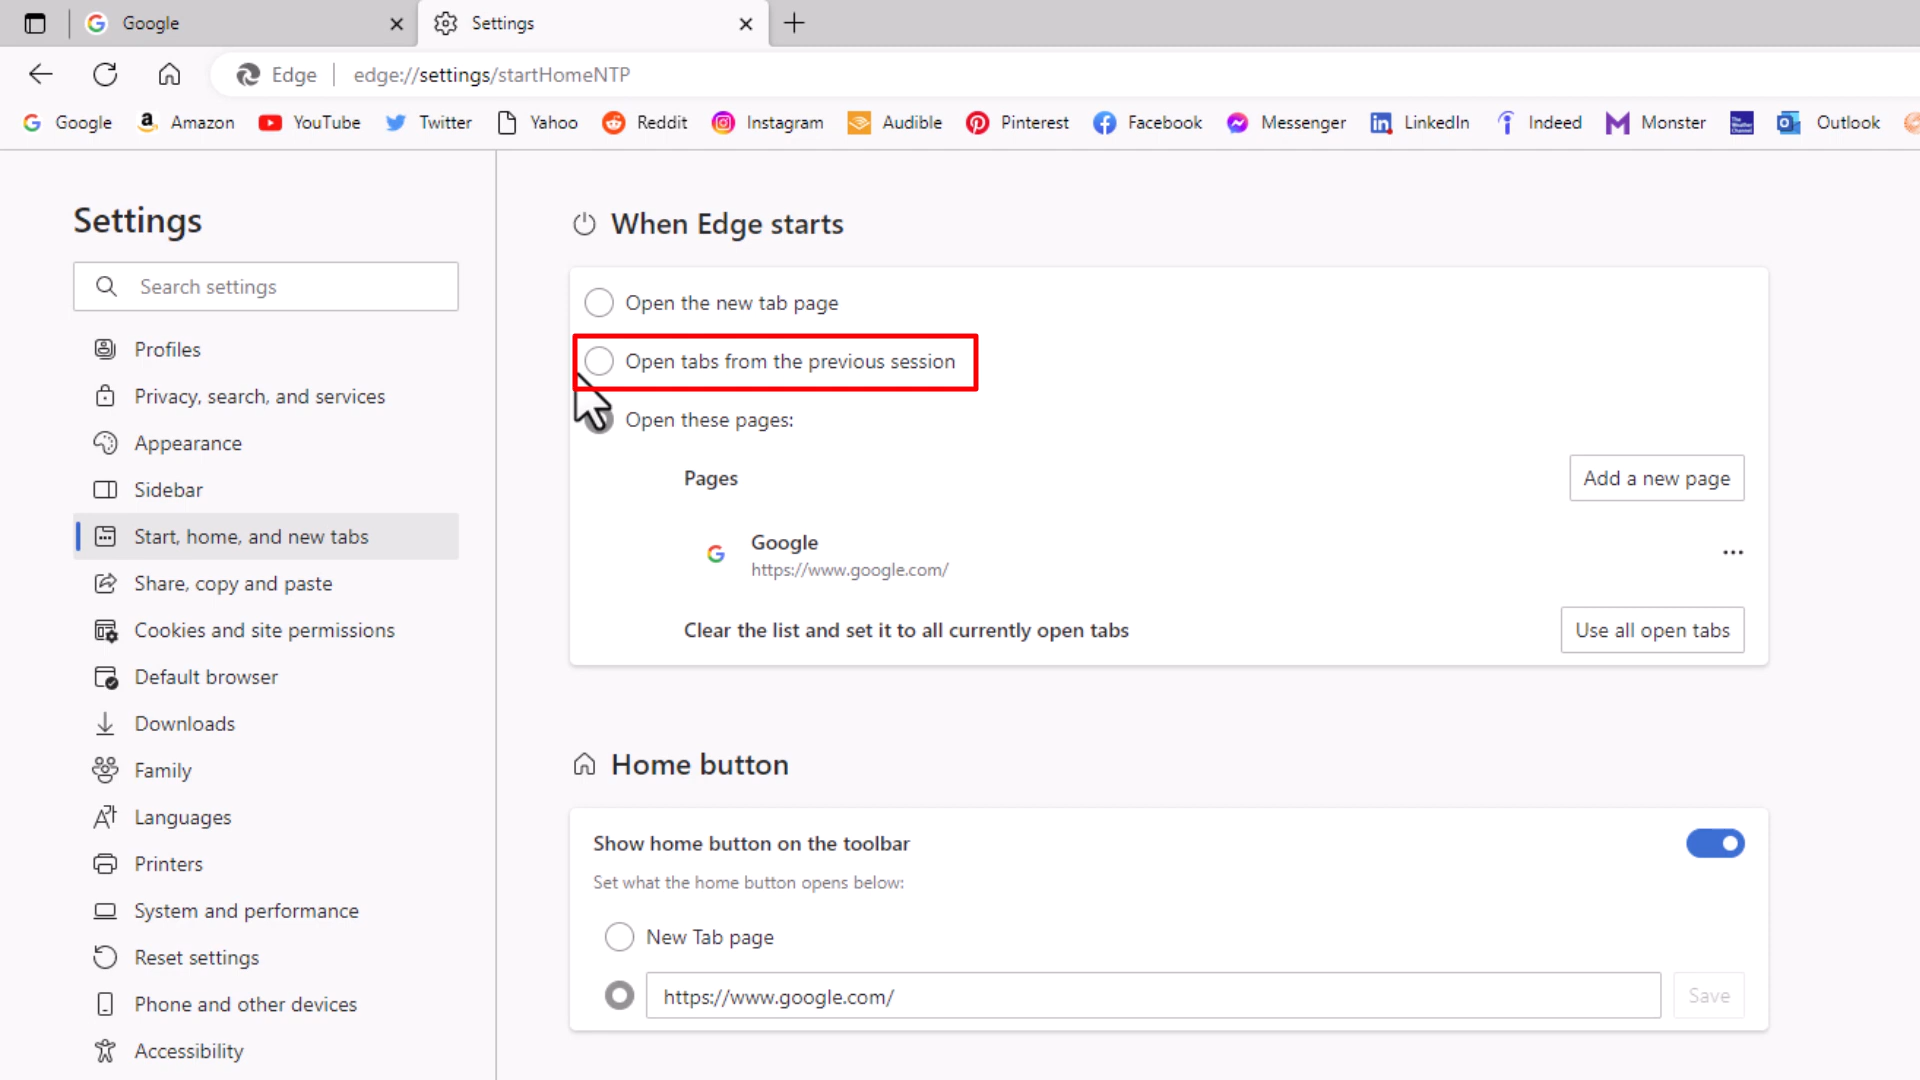 Google
Settings
Edge
edge://settings/startHomeNTP
Google
Amazon
YouTube
Twitter
Yahoo
Reddit
Instagram
Audible
Pinterest
Facebook
Messenger
LinkedIn
Indeed
Monster
Outlook
Settings
Search settings
Profiles
Privacy, search, and services
Appearance
Sidebar
Start, home, and new tabs
Share, copy and paste
Cookies and site permissions
Default browser
Downloads
Family
Languages
Printers
System and performance
Reset settings
Phone and other devices
Accessibility
When Edge starts
Open the new tab page
Open tabs from the previous session
Open these pages:
Pages
Add a new page
Google
https://www.google.com/
Clear the list and set it to all currently open tabs
Use all open tabs
Home button
Show home button on the toolbar
Set what the home button opens below:
New Tab page
https://www.google.com/
Save